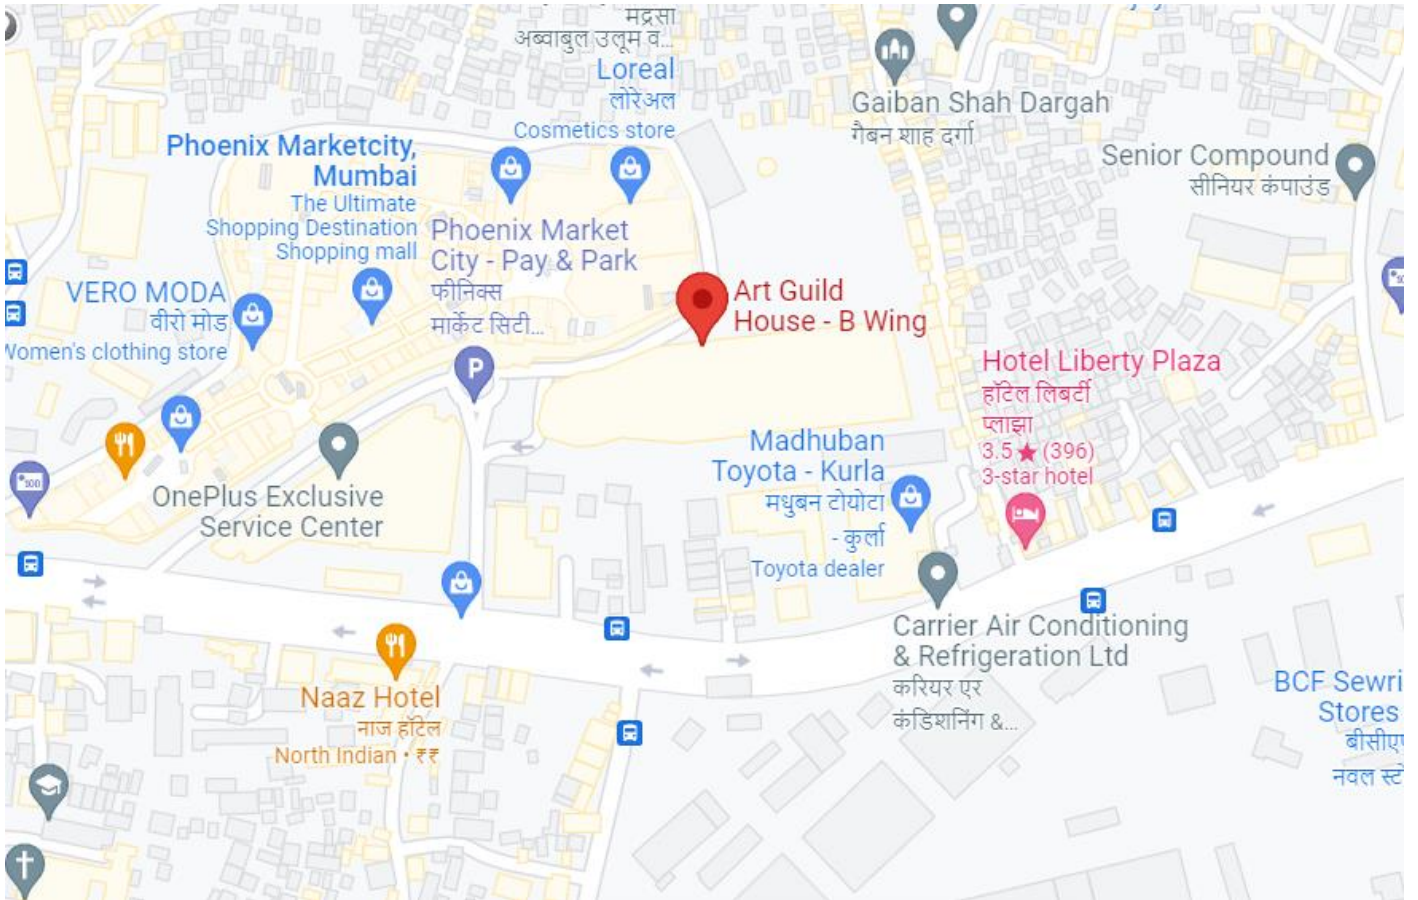 मदरसा
अब्वाबुल उलूम व...
Loreal
लोरेअल
Cosmetics store
Gaiban Shah Dargah
गैबन शाह दर्गा
Senior Compound
सीनियर कंपाउंड
Phoenix Marketcity,
Mumbai
The Ultimate
Shopping Destination
Shopping mall
Phoenix Market
City - Pay & Park
फीनिक्स
मार्केट सिटी...
P
VERO MODA
वीरो मोड
Women's clothing store
Art Guild
House - B Wing
Hotel Liberty Plaza
हॉटेल लिबर्टी
प्लाझा
3.5 ★ (396)
3-star hotel
Madhuban
Toyota - Kurla
मधुबन टोयोटा
- कुर्ला
Toyota dealer
OnePlus Exclusive
Service Center
Carrier Air Conditioning
& Refrigeration Ltd
करियर एर
कंडिशनिंग &...
Naaz Hotel
नाज हॉटेल
North Indian • ₹₹
BCF Sewri
Stores
नवल